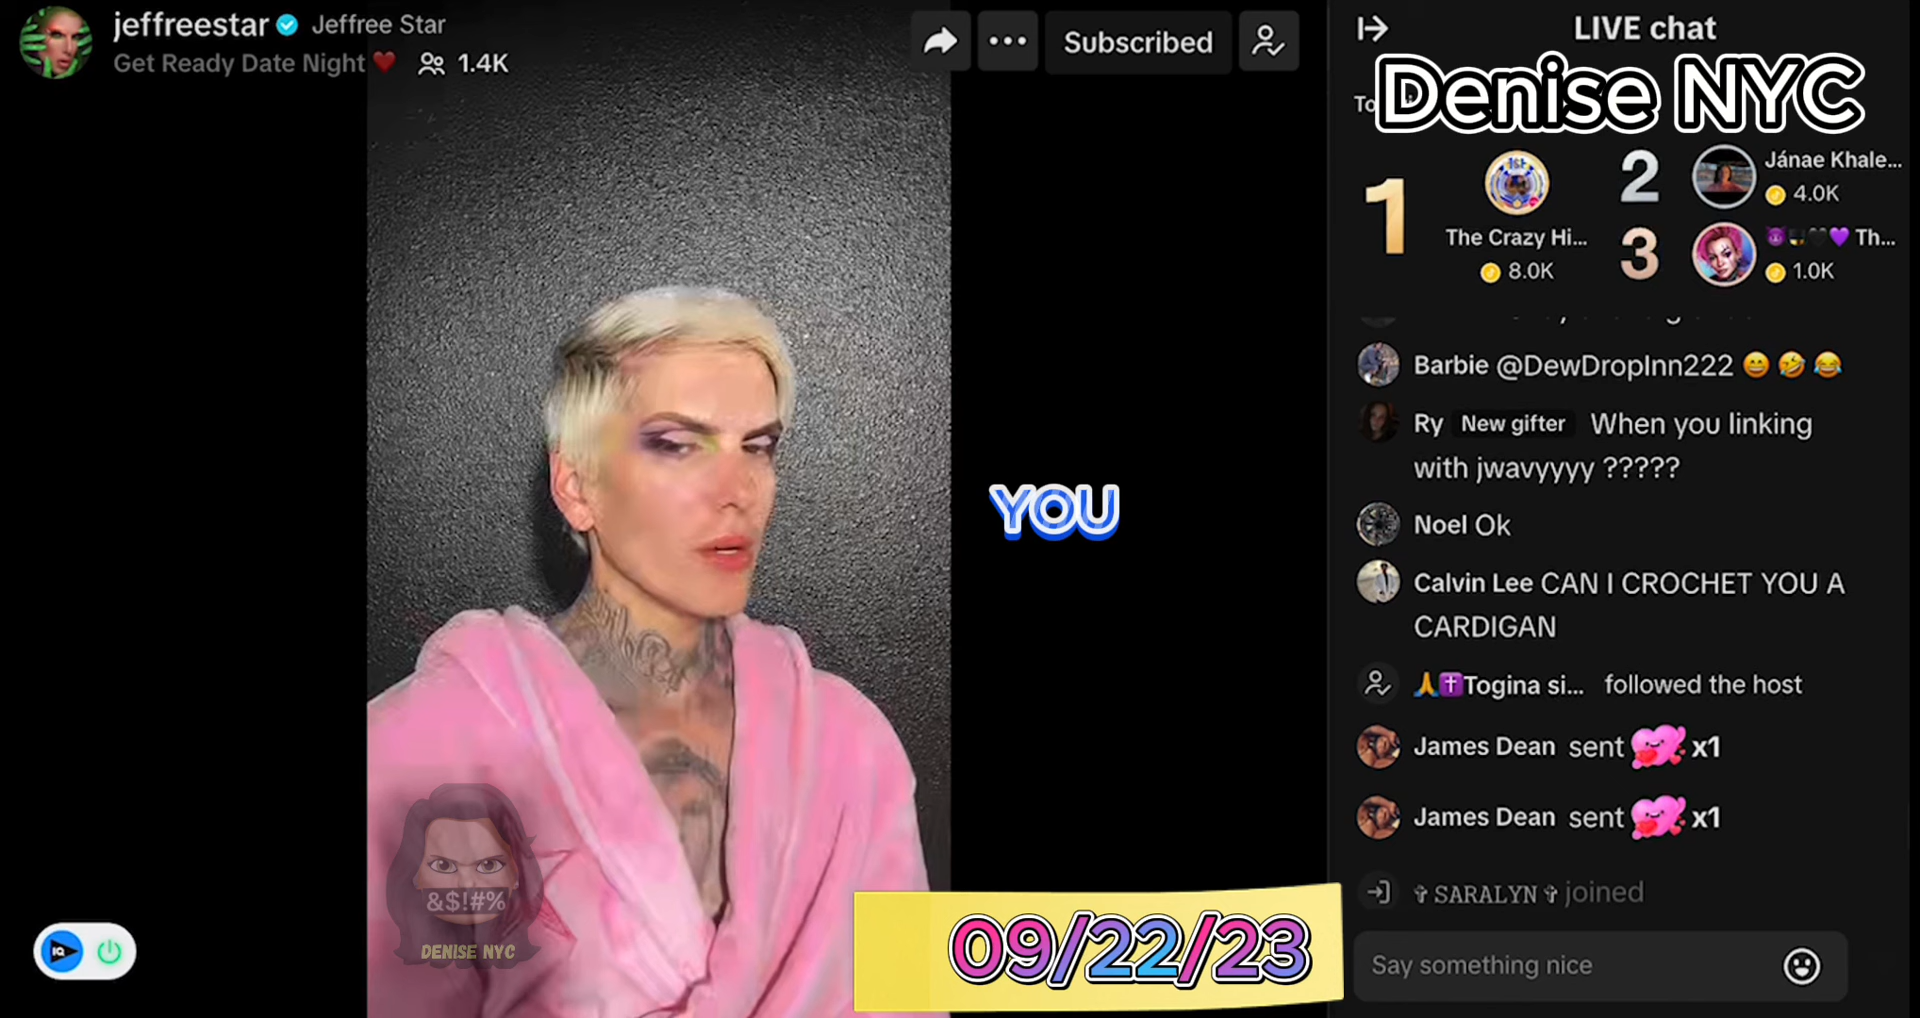 jeffreestar Jeffree Star
Get Ready Date Night ❤️ 1.4K
Subscribed
LIVE chat
Denise NYC
1
1st
The Crazy Hi...
8.0K
2
Jánae Khale...
4.0K
3
😈🖤💜 Th...
1.0K
Barbie @DewDropInn222 😄 🤣 😂
Ry New gifter When you linking
with jwavyyyy ?????
Noel Ok
Calvin Lee CAN I CROCHET YOU A
CARDIGAN
🙏✝️Togina si... followed the host
James Dean sent x1
James Dean sent x1
✞ SARALYN ✞ joined
Say something nice
YOU
&$!#%
DENISE NYC
09/22/23
IQ